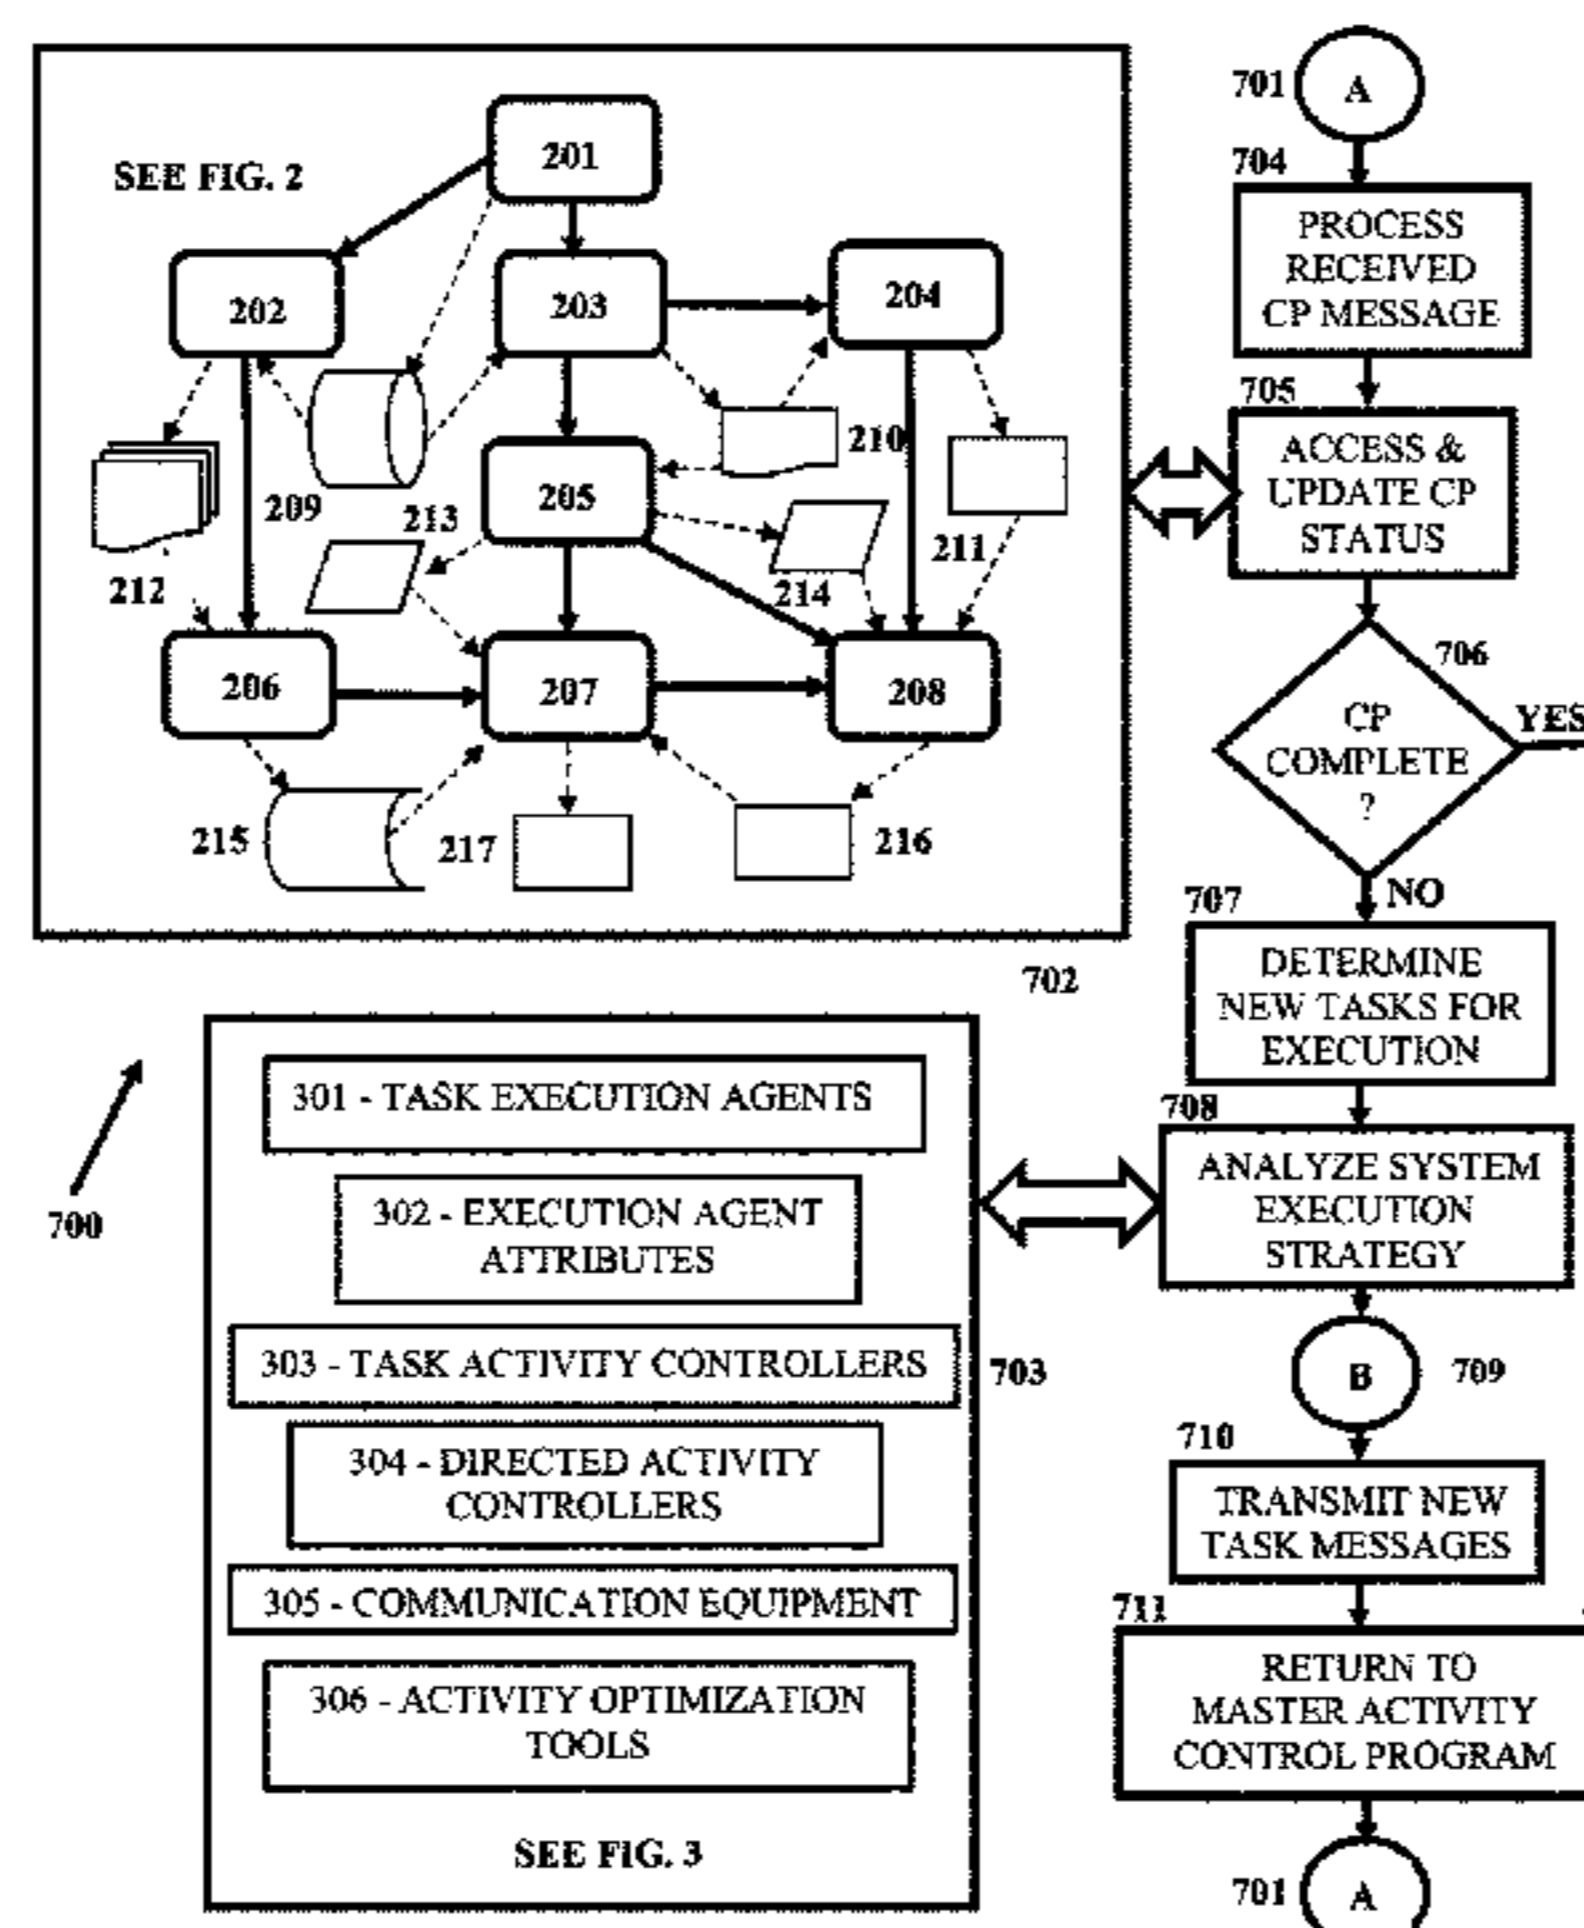 SEE FIG. 2
201
202
203
204
209
210
205
213
214
211
212
206
207
208
215
217
216
702
700
301 - TASK EXECUTION AGENTS
302 - EXECUTION AGENT
ATTRIBUTES
303 - TASK ACTIVITY CONTROLLERS
703
304 - DIRECTED ACTIVITY
CONTROLLERS
305 - COMMUNICATION EQUIPMENT
306 - ACTIVITY OPTIMIZATION
TOOLS
SEE FIG. 3
701
A
704
PROCESS
RECEIVED
CP MESSAGE
705
ACCESS &
UPDATE CP
STATUS
706
CP
COMPLETE
?
YES
NO
707
DETERMINE
NEW TASKS FOR
EXECUTION
708
ANALYZE SYSTEM
EXECUTION
STRATEGY
B
709
710
TRANSMIT NEW
TASK MESSAGES
711
RETURN TO
MASTER ACTIVITY
CONTROL PROGRAM
701
A